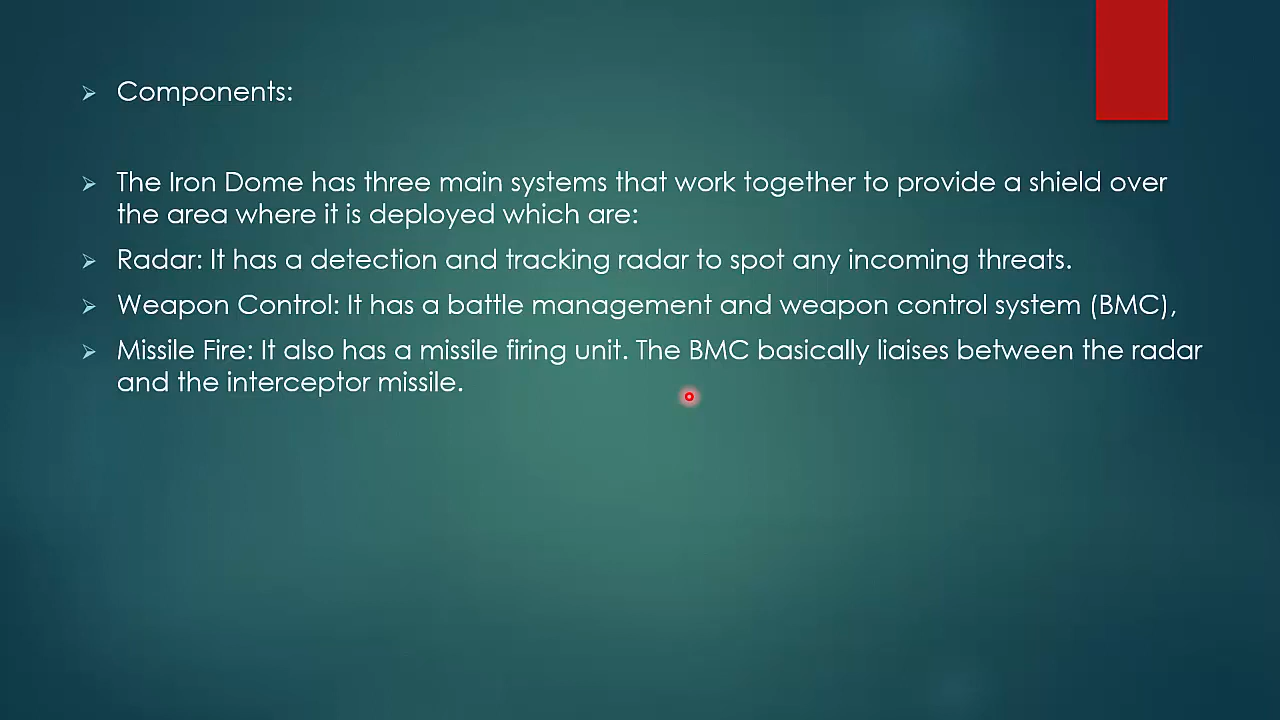 Components:
The Iron Dome has three main systems that work together to provide a shield over
the area where it is deployed which are:
Radar: It has a detection and tracking radar to spot any incoming threats.
Weapon Control: It has a battle management and weapon control system (BMC),
Missile Fire: It also has a missile firing unit. The BMC basically liaises between the radar
and the interceptor missile.